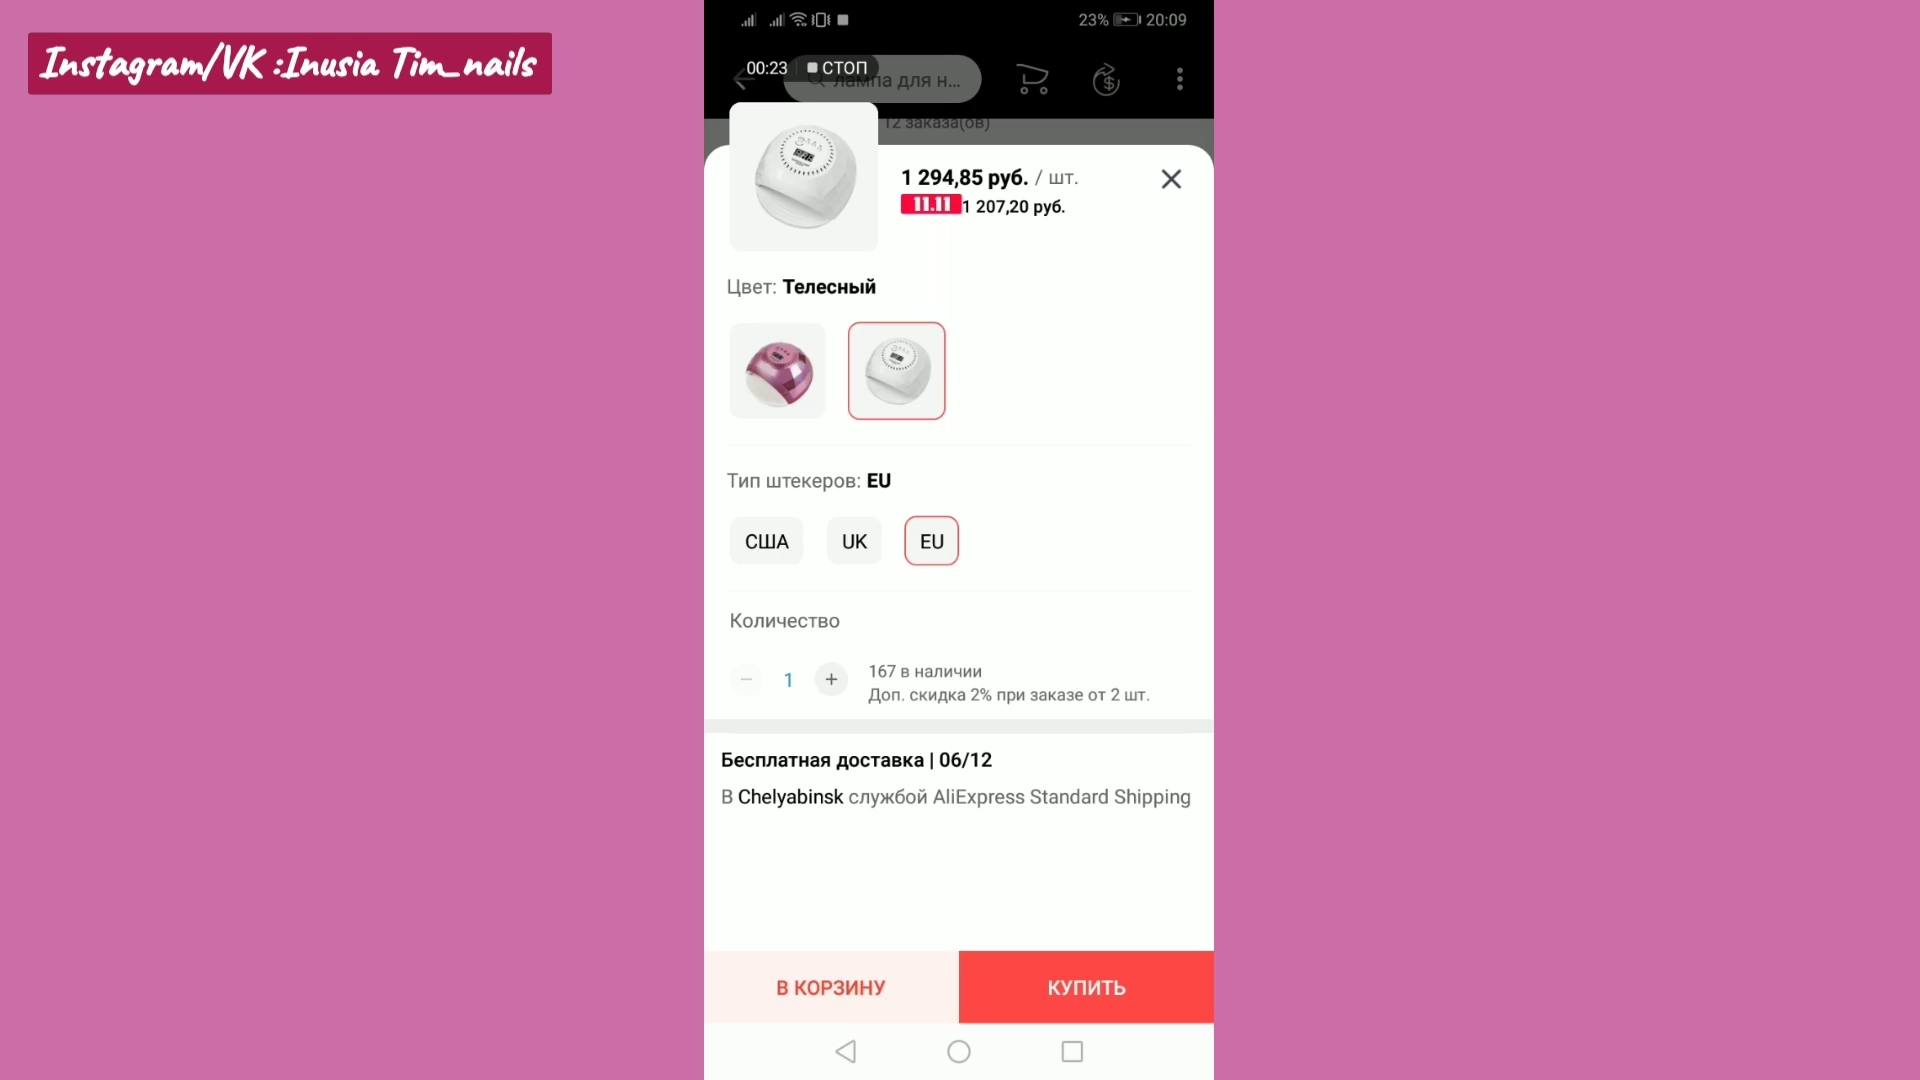 Instagram/VK :Inusia Tim_nails
23% 20:09
00:23 СТОП
лампа для н...
12 заказа(ов)
1 294,85 руб. / шт.
11.11 1 207,20 руб.
Цвет: Телесный
Тип штекеров: EU
США UK EU
Количество
− 1 + 167 в наличии
Доп. скидка 2% при заказе от 2 шт.
Бесплатная доставка | 06/12
В Chelyabinsk службой AliExpress Standard Shipping
В КОРЗИНУ КУПИТЬ